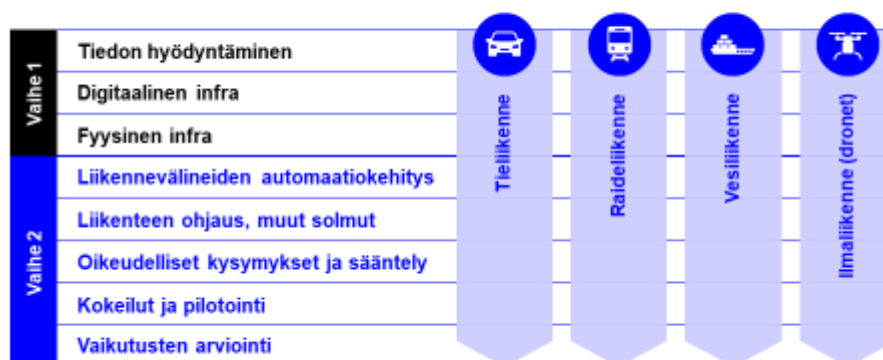 Vaihe 1
Tiedon hyödyntäminen
Digitaalinen infra
Fyysinen infra
Vaihe 2
Liikennevälineiden automaatiokehitys
Liikenteen ohjaus, muut solmut
Oikeudelliset kysymykset ja sääntely
Kokeilut ja pilotointi
Vaikutusten arviointi
Tieliikenne
Raideliikenne
Vesiliikenne
Ilmaliikenne (dronet)